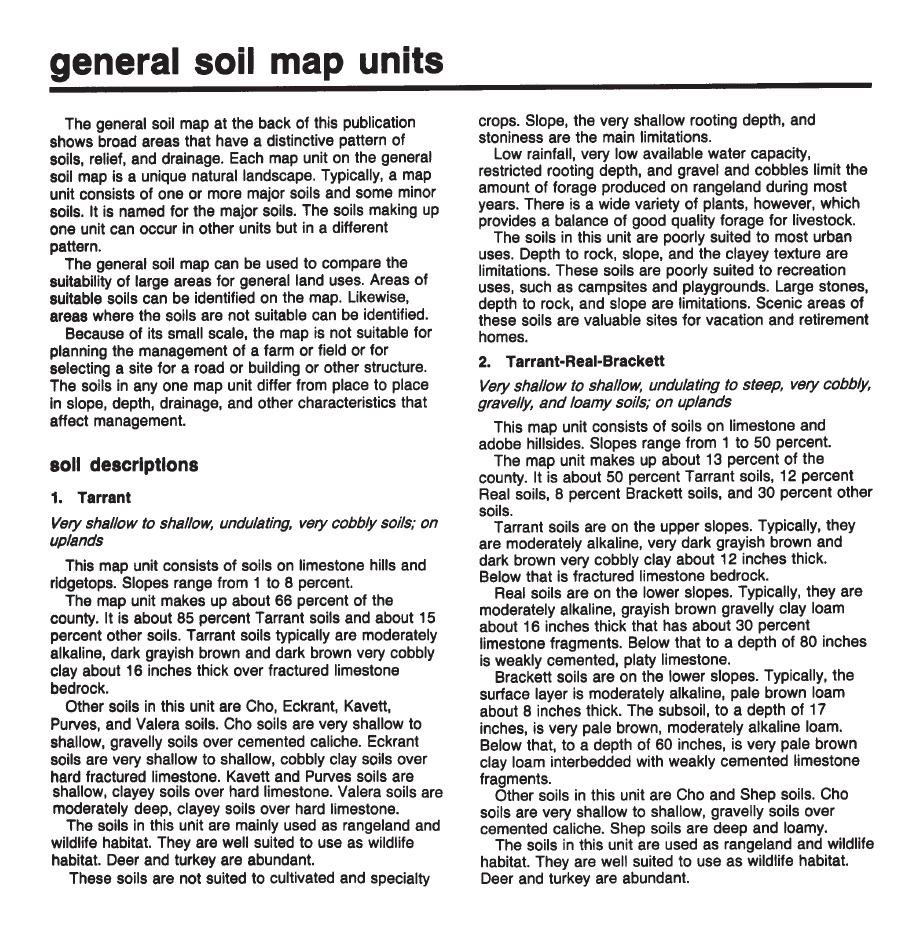 general soil map units
The general soil map at the back of this publication
shows broad areas that have a distinctive pattern of
soils, relief, and drainage. Each map unit on the general
soil map is a unique natural landscape. Typically, a map
unit consists of one or more major soils and some minor
soils. It is named for the major soils. The soils making up
one unit can occur in other units but in a different
pattern.
The general soil map can be used to compare the
suitability of large areas for general land uses. Areas of
suitable soils can be identified on the map. Likewise,
areas where the soils are not suitable can be identified.
Because of its small scale, the map is not suitable for
planning the management of a farm or field or for
selecting a site for a road or building or other structure.
The soils in any one map unit differ from place to place
in slope, depth, drainage, and other characteristics that
affect management.
soil descriptions
1. Tarrant
Very shallow to shallow, undulating, very cobbly soils; on
uplands
This map unit consists of soils on limestone hills and
ridgetops. Slopes range from 1 to 8 percent.
The map unit makes up about 66 percent of the
county. It is about 85 percent Tarrant soils and about 15
percent other soils. Tarrant soils typically are moderately
alkaline, dark grayish brown and dark brown very cobbly
clay about 16 inches thick over fractured limestone
bedrock.
Other soils in this unit are Cho, Eckrant, Kavett,
Purves, and Valera soils. Cho soils are very shallow to
shallow, gravelly soils over cemented caliche. Eckrant
soils are very shallow to shallow, cobbly clay soils over
hard fractured limestone. Kavett and Purves soils are
shallow, clayey soils over hard limestone. Valera soils are
moderately deep, clayey soils over hard limestone.
The soils in this unit are mainly used as rangeland and
wildlife habitat. They are well suited to use as wildlife
habitat. Deer and turkey are abundant.
These soils are not suited to cultivated and specialty
crops. Slope, the very shallow rooting depth, and
stoniness are the main limitations.
Low rainfall, very low available water capacity,
restricted rooting depth, and gravel and cobbles limit the
amount of forage produced on rangeland during most
years. There is a wide variety of plants, however, which
provides a balance of good quality forage for livestock.
The soils in this unit are poorly suited to most urban
uses. Depth to rock, slope, and the clayey texture are
limitations. These soils are poorly suited to recreation
uses, such as campsites and playgrounds. Large stones,
depth to rock, and slope are limitations. Scenic areas of
these soils are valuable sites for vacation and retirement
homes.
2. Tarrant-Real-Brackett
Very shallow to shallow, undulating to steep, very cobbly,
gravelly, and loamy soils; on uplands
This map unit consists of soils on limestone and
adobe hillsides. Slopes range from 1 to 50 percent.
The map unit makes up about 13 percent of the
county. It is about 50 percent Tarrant soils, 12 percent
Real soils, 8 percent Brackett soils, and 30 percent other
soils.
Tarrant soils are on the upper slopes. Typically, they
are moderately alkaline, very dark grayish brown and
dark brown very cobbly clay about 12 inches thick.
Below that is fractured limestone bedrock.
Real soils are on the lower slopes. Typically, they are
moderately alkaline, grayish brown gravelly clay loam
about 16 inches thick that has about 30 percent
limestone fragments. Below that to a depth of 80 inches
is weakly cemented, platy limestone.
Brackett soils are on the lower slopes. Typically, the
surface layer is moderately alkaline, pale brown loam
about 8 inches thick. The subsoil, to a depth of 17
inches, is very pale brown, moderately alkaline loam.
Below that, to a depth of 60 inches, is very pale brown
clay loam interbedded with weakly cemented limestone
fragments.
Other soils in this unit are Cho and Shep soils. Cho
soils are very shallow to shallow, gravelly soils over
cemented caliche. Shep soils are deep and loamy.
The soils in this unit are used as rangeland and wildlife
habitat. They are well suited to use as wildlife habitat.
Deer and turkey are abundant.